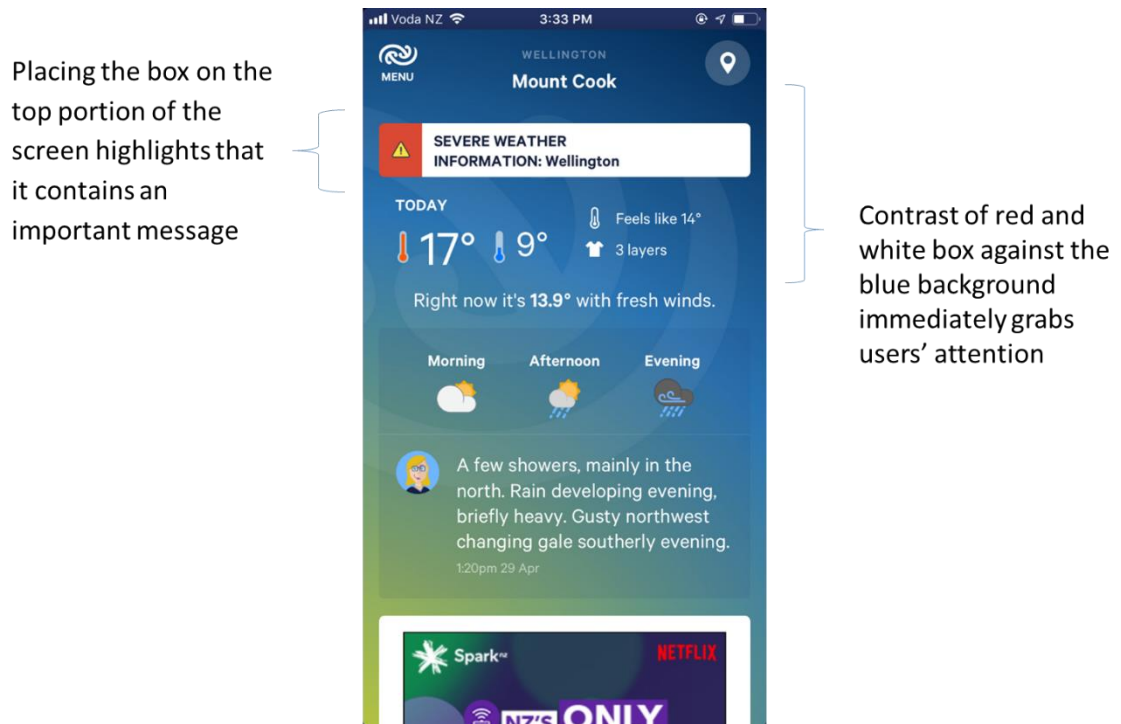 Placing the box on the
top portion of the
screen highlights that
it contains an
important message
Voda NZ 3:33 PM
MENU
WELLINGTON
Mount Cook
SEVERE WEATHER
INFORMATION: Wellington
TODAY
17° 9°
Feels like 14°
3 layers
Right now it's 13.9° with fresh winds.
Morning Afternoon Evening
A few showers, mainly in the
north. Rain developing evening,
briefly heavy. Gusty northwest
changing gale southerly evening.
1:20pm 29 Apr
Spark nz NETFLIX
NZ'S ONLY
Contrast of red and
white box against the
blue background
immediately grabs
users’ attention